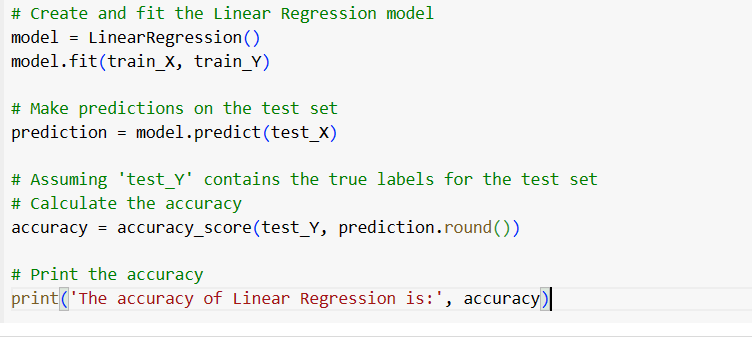 # Create and fit the Linear Regression model
model = LinearRegression()
model.fit(train_X, train_Y)
# Make predictions on the test set
prediction = model.predict(test_X)
# Assuming 'test_Y' contains the true labels for the test set
# Calculate the accuracy
accuracy = accuracy_score(test_Y, prediction.round())
# Print the accuracy
print('The accuracy of Linear Regression is:', accuracy)